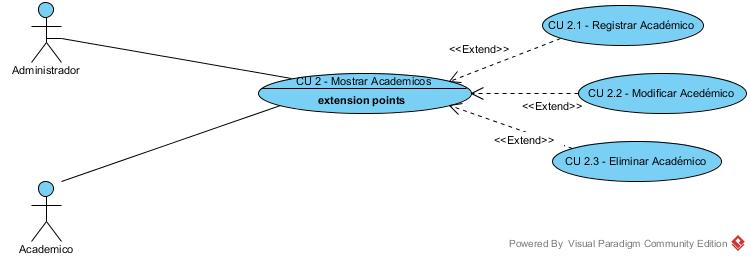 Administrador
Academico
CU 2 - Mostrar Academicos
extension points
<<Extend>>
CU 2.1 - Registrar Académico
<<Extend>>
CU 2.2 - Modificar Acedémico
<<Extend>>
CU 2.3 - Eliminar Académico
Powered By Visual Paradigm Community Edition